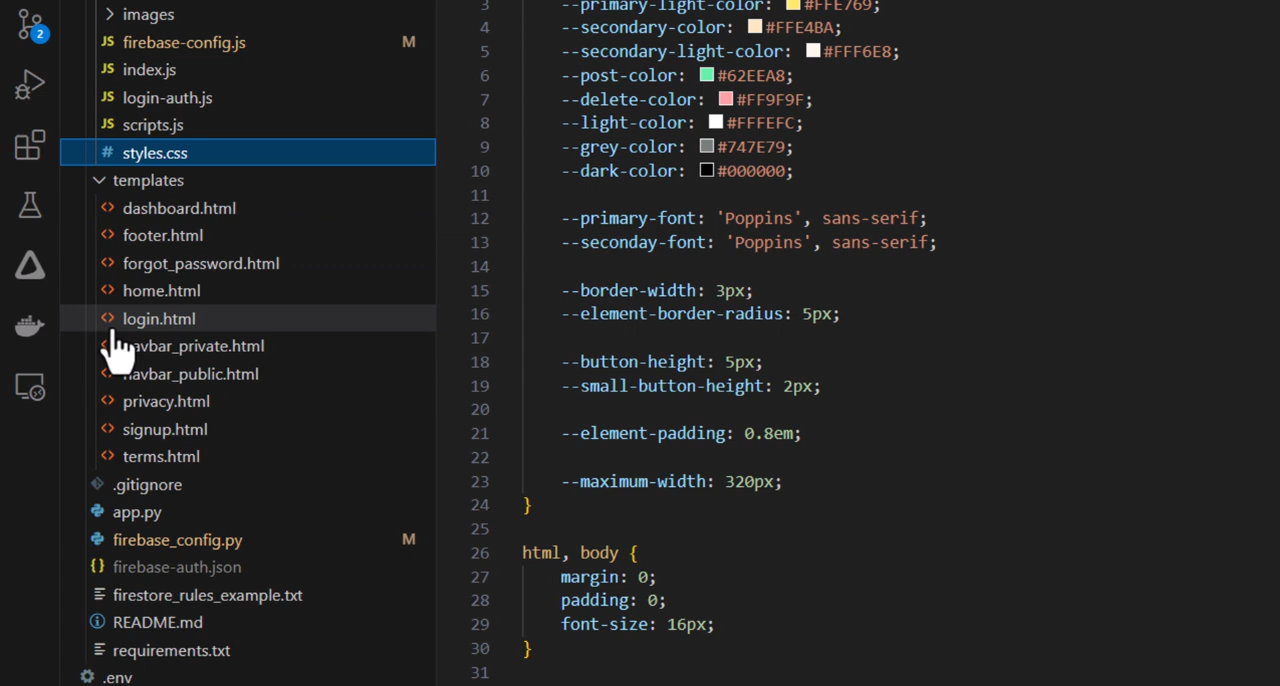 2
images
firebase-config.js M
index.js
login-auth.js
scripts.js
styles.css
templates
dashboard.html
footer.html
forgot_password.html
home.html
login.html
navbar_private.html
navbar_public.html
privacy.html
signup.html
terms.html
.gitignore
app.py
firebase_config.py M
firebase-auth.json
firestore_rules_example.txt
README.md
requirements.txt
.env
3 --primary-light-color: #FFE769;
4 --secondary-color: #FFE4BA;
5 --secondary-light-color: #FFF6E8;
6 --post-color: #62EEA8;
7 --delete-color: #FF9F9F;
8 --light-color: #FFFEFC;
9 --grey-color: #747E79;
10 --dark-color: #000000;
11
12 --primary-font: 'Poppins', sans-serif;
13 --seconday-font: 'Poppins', sans-serif;
14
15 --border-width: 3px;
16 --element-border-radius: 5px;
17
18 --button-height: 5px;
19 --small-button-height: 2px;
20
21 --element-padding: 0.8em;
22
23 --maximum-width: 320px;
24 }
25
26 html, body {
27 margin: 0;
28 padding: 0;
29 font-size: 16px;
30 }
31